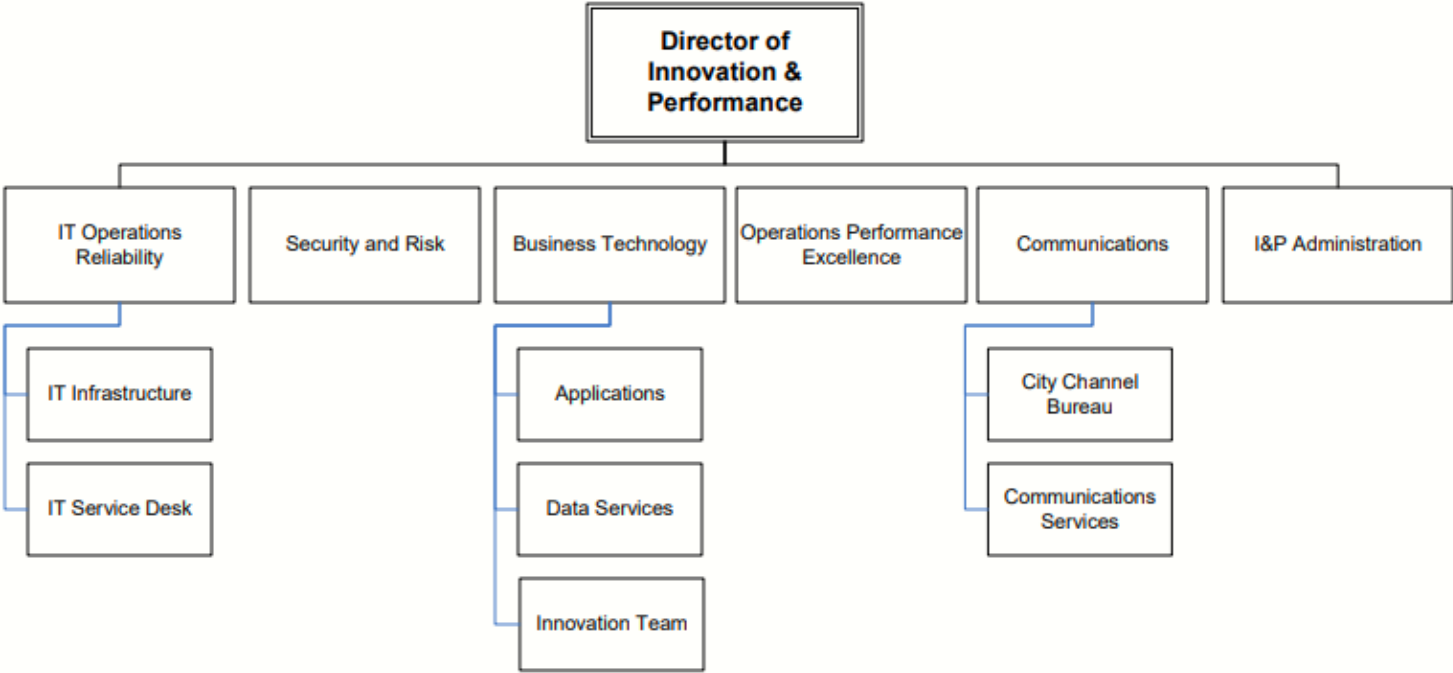 Director of
Innovation &
Performance
IT Operations
Reliability
Security and Risk
Business Technology
Operations Performance
Excellence
Communications
I&P Administration
IT Infrastructure
Applications
City Channel
Bureau
IT Service Desk
Data Services
Communications
Services
Innovation Team